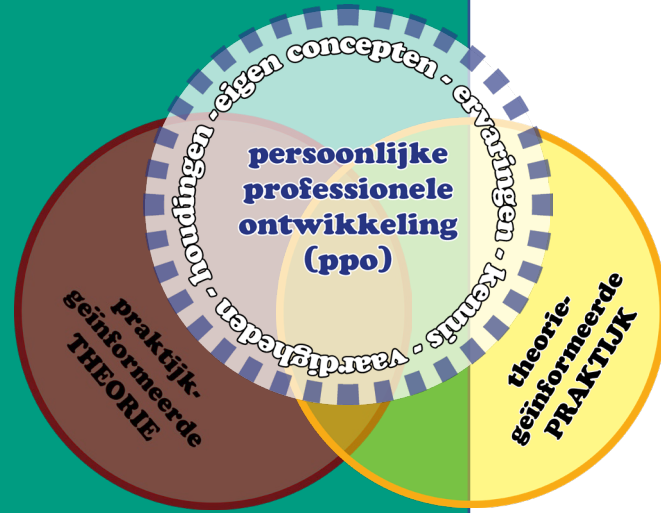 houdingen - eigen concepten - ervaringen - kennis - vaardigheden -
persoonlijke
professionele
ontwikkeling
(ppo)
praktijk-
geïnformeerde
THEORIE
theorie-
geïnformeerde
PRAKTIJK